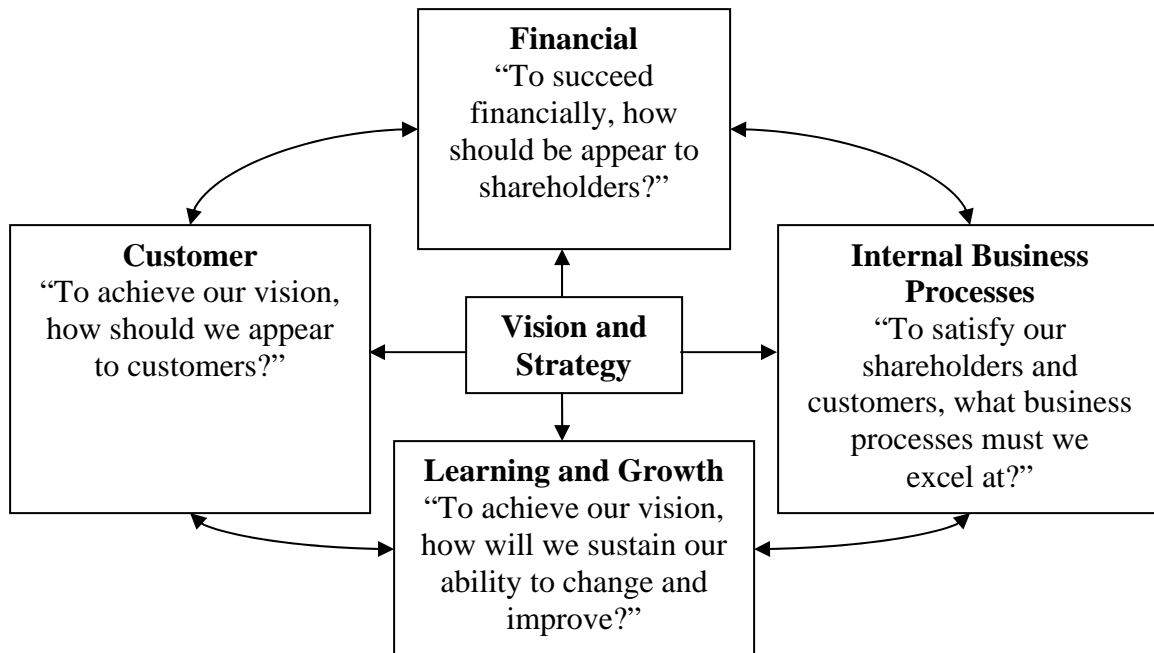 Financial
“To succeed
financially, how
should be appear to
shareholders?”
Customer
“To achieve our vision,
how should we appear
to customers?”
Vision and
Strategy
Internal Business
Processes
“To satisfy our
shareholders and
customers, what business
processes must we
excel at?”
Learning and Growth
“To achieve our vision,
how will we sustain our
ability to change and
improve?”